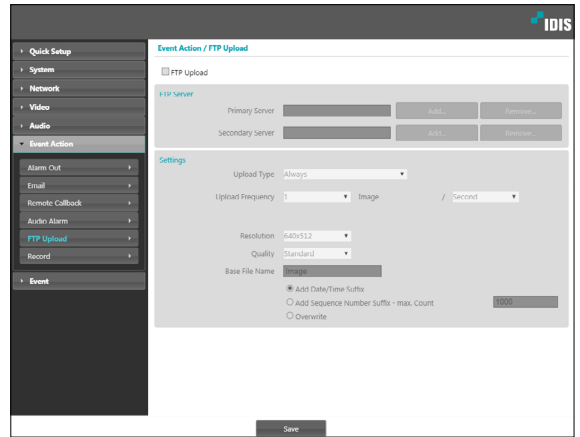 IDIS
Quick Setup
System
Network
Video
Audio
Event Action
Alarm Out
Email
Remote Callback
Audio Alarm
FTP Upload
Record
Event
Event Action / FTP Upload
FTP Upload
FTP Server
Primary Server Add... Remove...
Secondary Server Add... Remove...
Settings
Upload Type Always
Upload Frequency 1 Image / Second
Resolution 640x512
Quality Standard
Base File Name Image
Add Date/Time Suffix
Add Sequence Number Suffix - max. Count 1000
Overwrite
Save